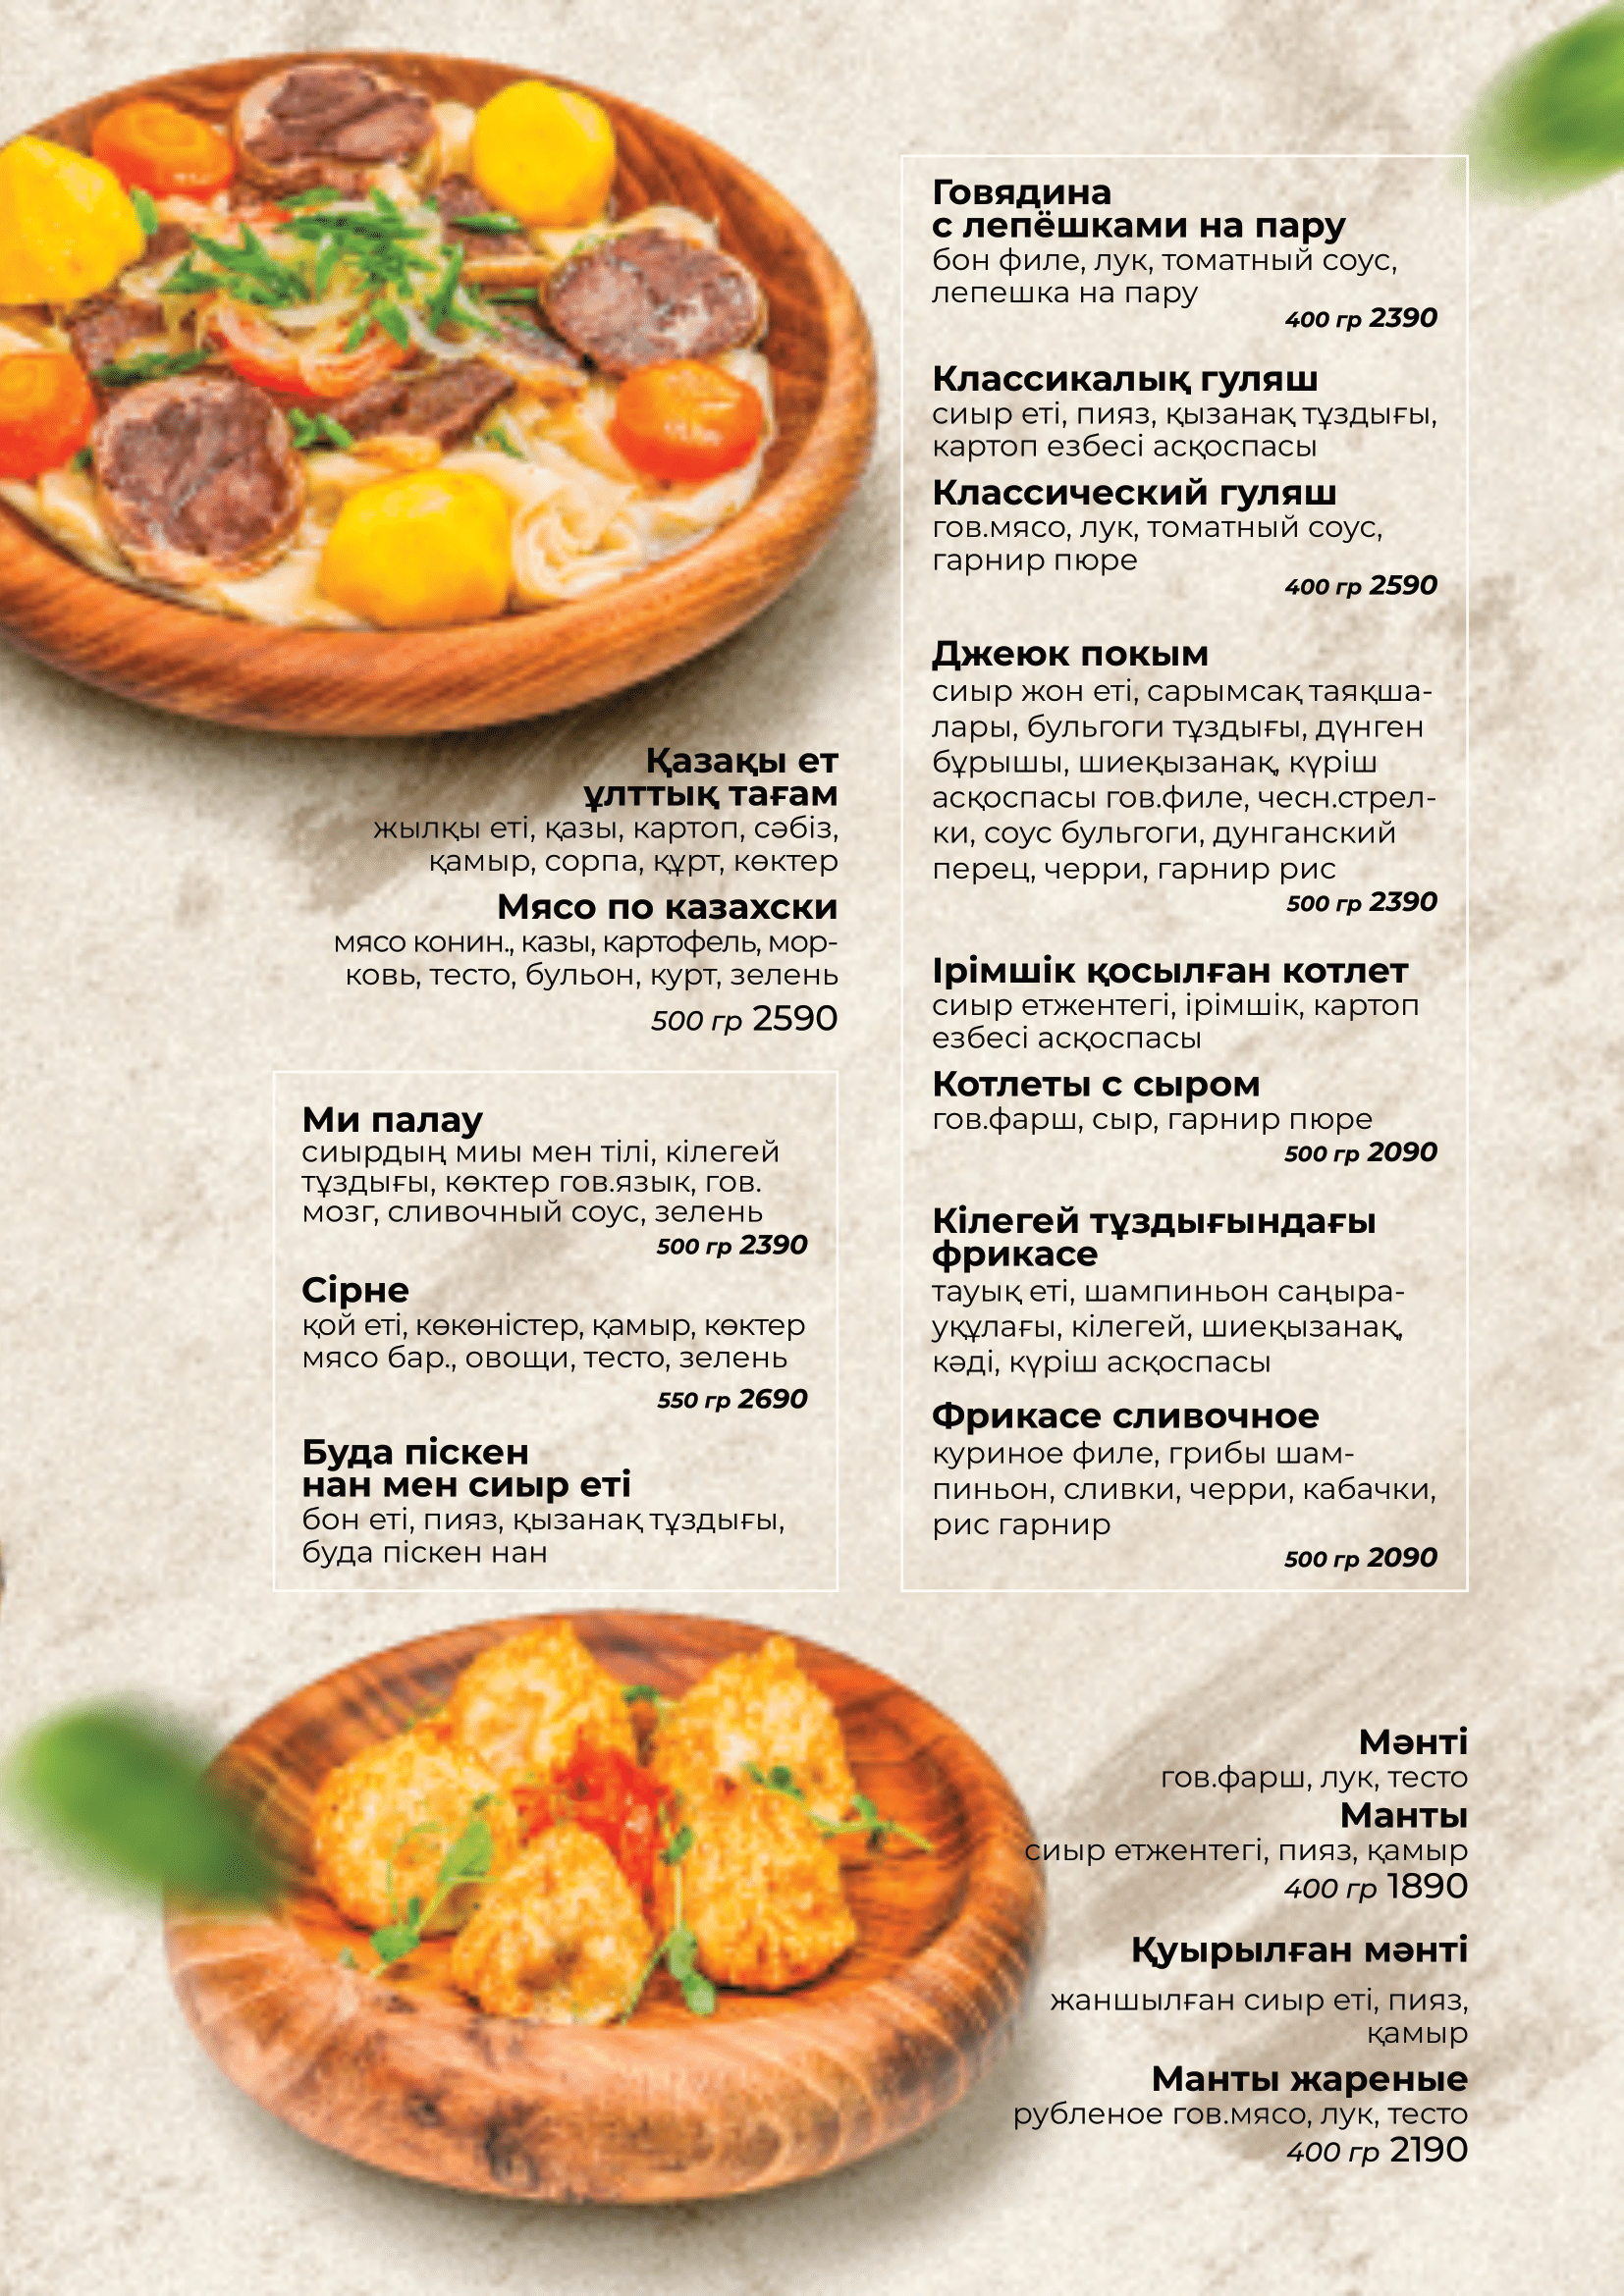 Қазақы ет
ұлттық тағам
жылқы еті, қазы, картоп, сәбіз,
қамыр, сорпа, құрт, көктер
Мясо по казахски
мясо конин., казы, картофель, мор-
ковь, тесто, бульон, курт, зелень
500 гр 2590
Ми палау
сиырдың миы мен тілі, кілегей
тұздығы, көктер гов.язык, гов.
мозг, сливочный соус, зелень
500 гр 2390
Сірне
қой еті, көкөністер, қамыр, көктер
мясо бар., овощи, тесто, зелень
550 гр 2690
Буда піскен
нан мен сиыр еті
бон еті, пияз, қызанақ тұздығы,
буда піскен нан
Говядина
с лепёшками на пару
бон филе, лук, томатный соус,
лепешка на пару
400 гр 2390
Классикалық гуляш
сиыр еті, пияз, қызанақ тұздығы,
картоп езбесі асқоспасы
Классический гуляш
гов.мясо, лук, томатный соус,
гарнир пюре
400 гр 2590
Джеюк покым
сиыр жон еті, сарымсақ таяқша-
лары, бульгоги тұздығы, дүнген
бұрышы, шиеқызанақ, күріш
асқоспасы гов.филе, чесн.стрел-
ки, соус бульгоги, дунганский
перец, черри, гарнир рис
500 гр 2390
Ірімшік қосылған котлет
сиыр етжентегі, ірімшік, картоп
езбесі асқоспасы
Котлеты с сыром
гов.фарш, сыр, гарнир пюре
500 гр 2090
Кілегей тұздығындағы
фрикасе
тауық еті, шампиньон саңыра-
уқұлағы, кілегей, шиеқызанақ,
кәді, күріш асқоспасы
Фрикасе сливочное
куриное филе, грибы шам-
пиньон, сливки, черри, кабачки,
рис гарнир
500 гр 2090
Мәнті
гов.фарш, лук, тесто
Манты
сиыр етжентегі, пияз, қамыр
400 гр 1890
Қуырылған мәнті
жаншылған сиыр еті, пияз,
қамыр
Манты жареные
рубленое гов.мясо, лук, тесто
400 гр 2190